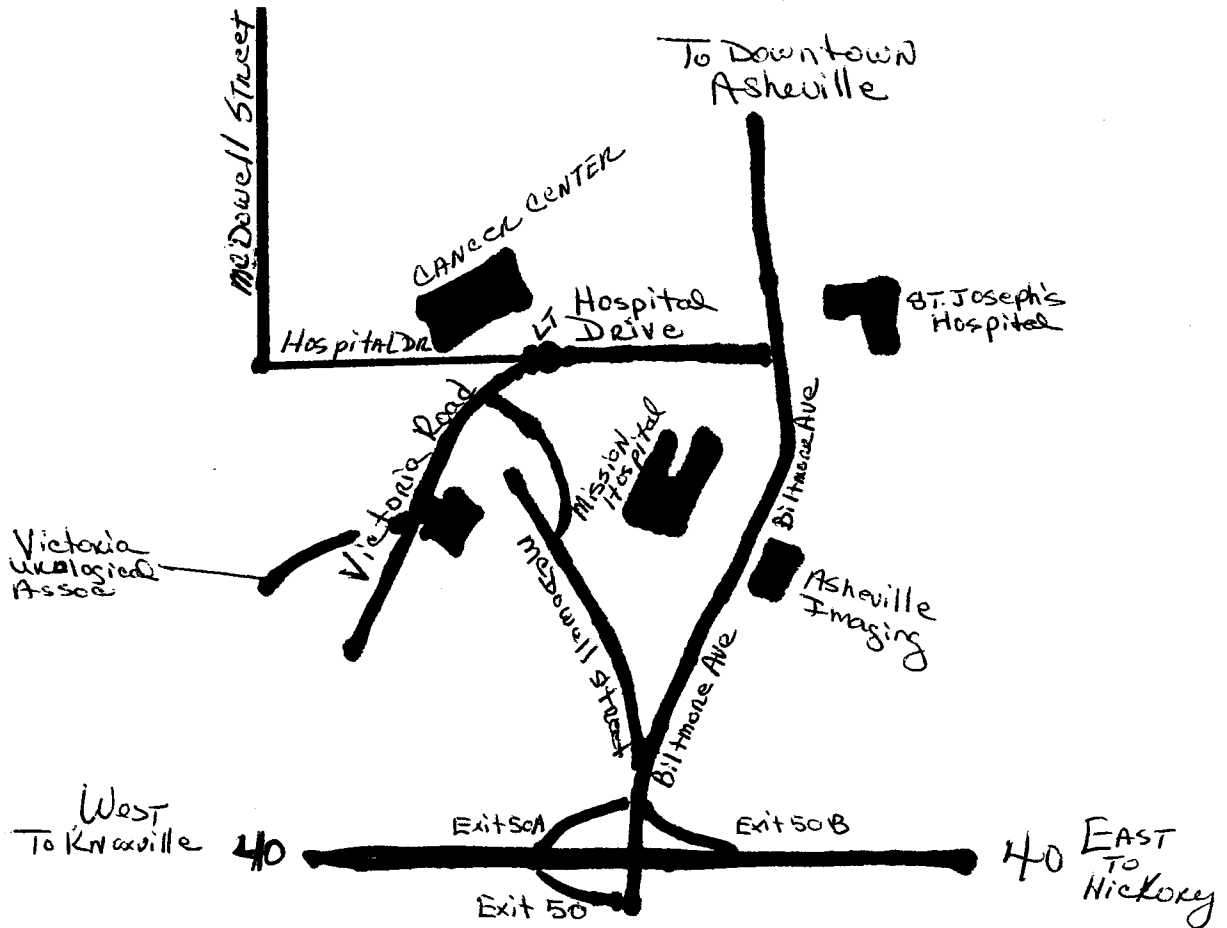 McDowell Street
To Downtown
Asheville
CANCER CENTER
Hospital Dr
LT
Hospital
Drive
St. Joseph's
Hospital
Victoria Road
Mission
Hospital
Biltmore Ave
Victoria
Urological
Assoc
McDowell Street
Asheville
Imaging
Biltmore Ave
West
To Knoxville
40
Exit 50A
Exit 50B
40
East
To
Hickory
Exit 50